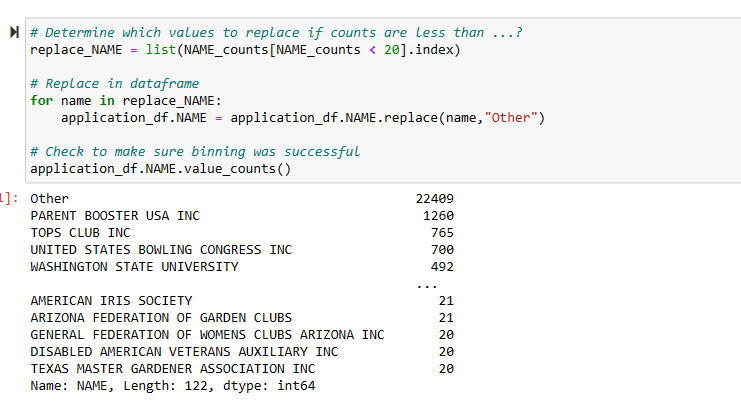 # Determine which values to replace if counts are less than ...?
replace_NAME = list(NAME_counts[NAME_counts < 20].index)
# Replace in dataframe
for name in replace_NAME:
    application_df.NAME = application_df.NAME.replace(name,"Other")
# Check to make sure binning was successful
application_df.NAME.value_counts()
]: Other 22409
PARENT BOOSTER USA INC 1260
TOPS CLUB INC 765
UNITED STATES BOWLING CONGRESS INC 700
WASHINGTON STATE UNIVERSITY 492
...
AMERICAN IRIS SOCIETY 21
ARIZONA FEDERATION OF GARDEN CLUBS 21
GENERAL FEDERATION OF WOMENS CLUBS ARIZONA INC 20
DISABLED AMERICAN VETERANS AUXILIARY INC 20
TEXAS MASTER GARDENER ASSOCIATION INC 20
Name: NAME, Length: 122, dtype: int64